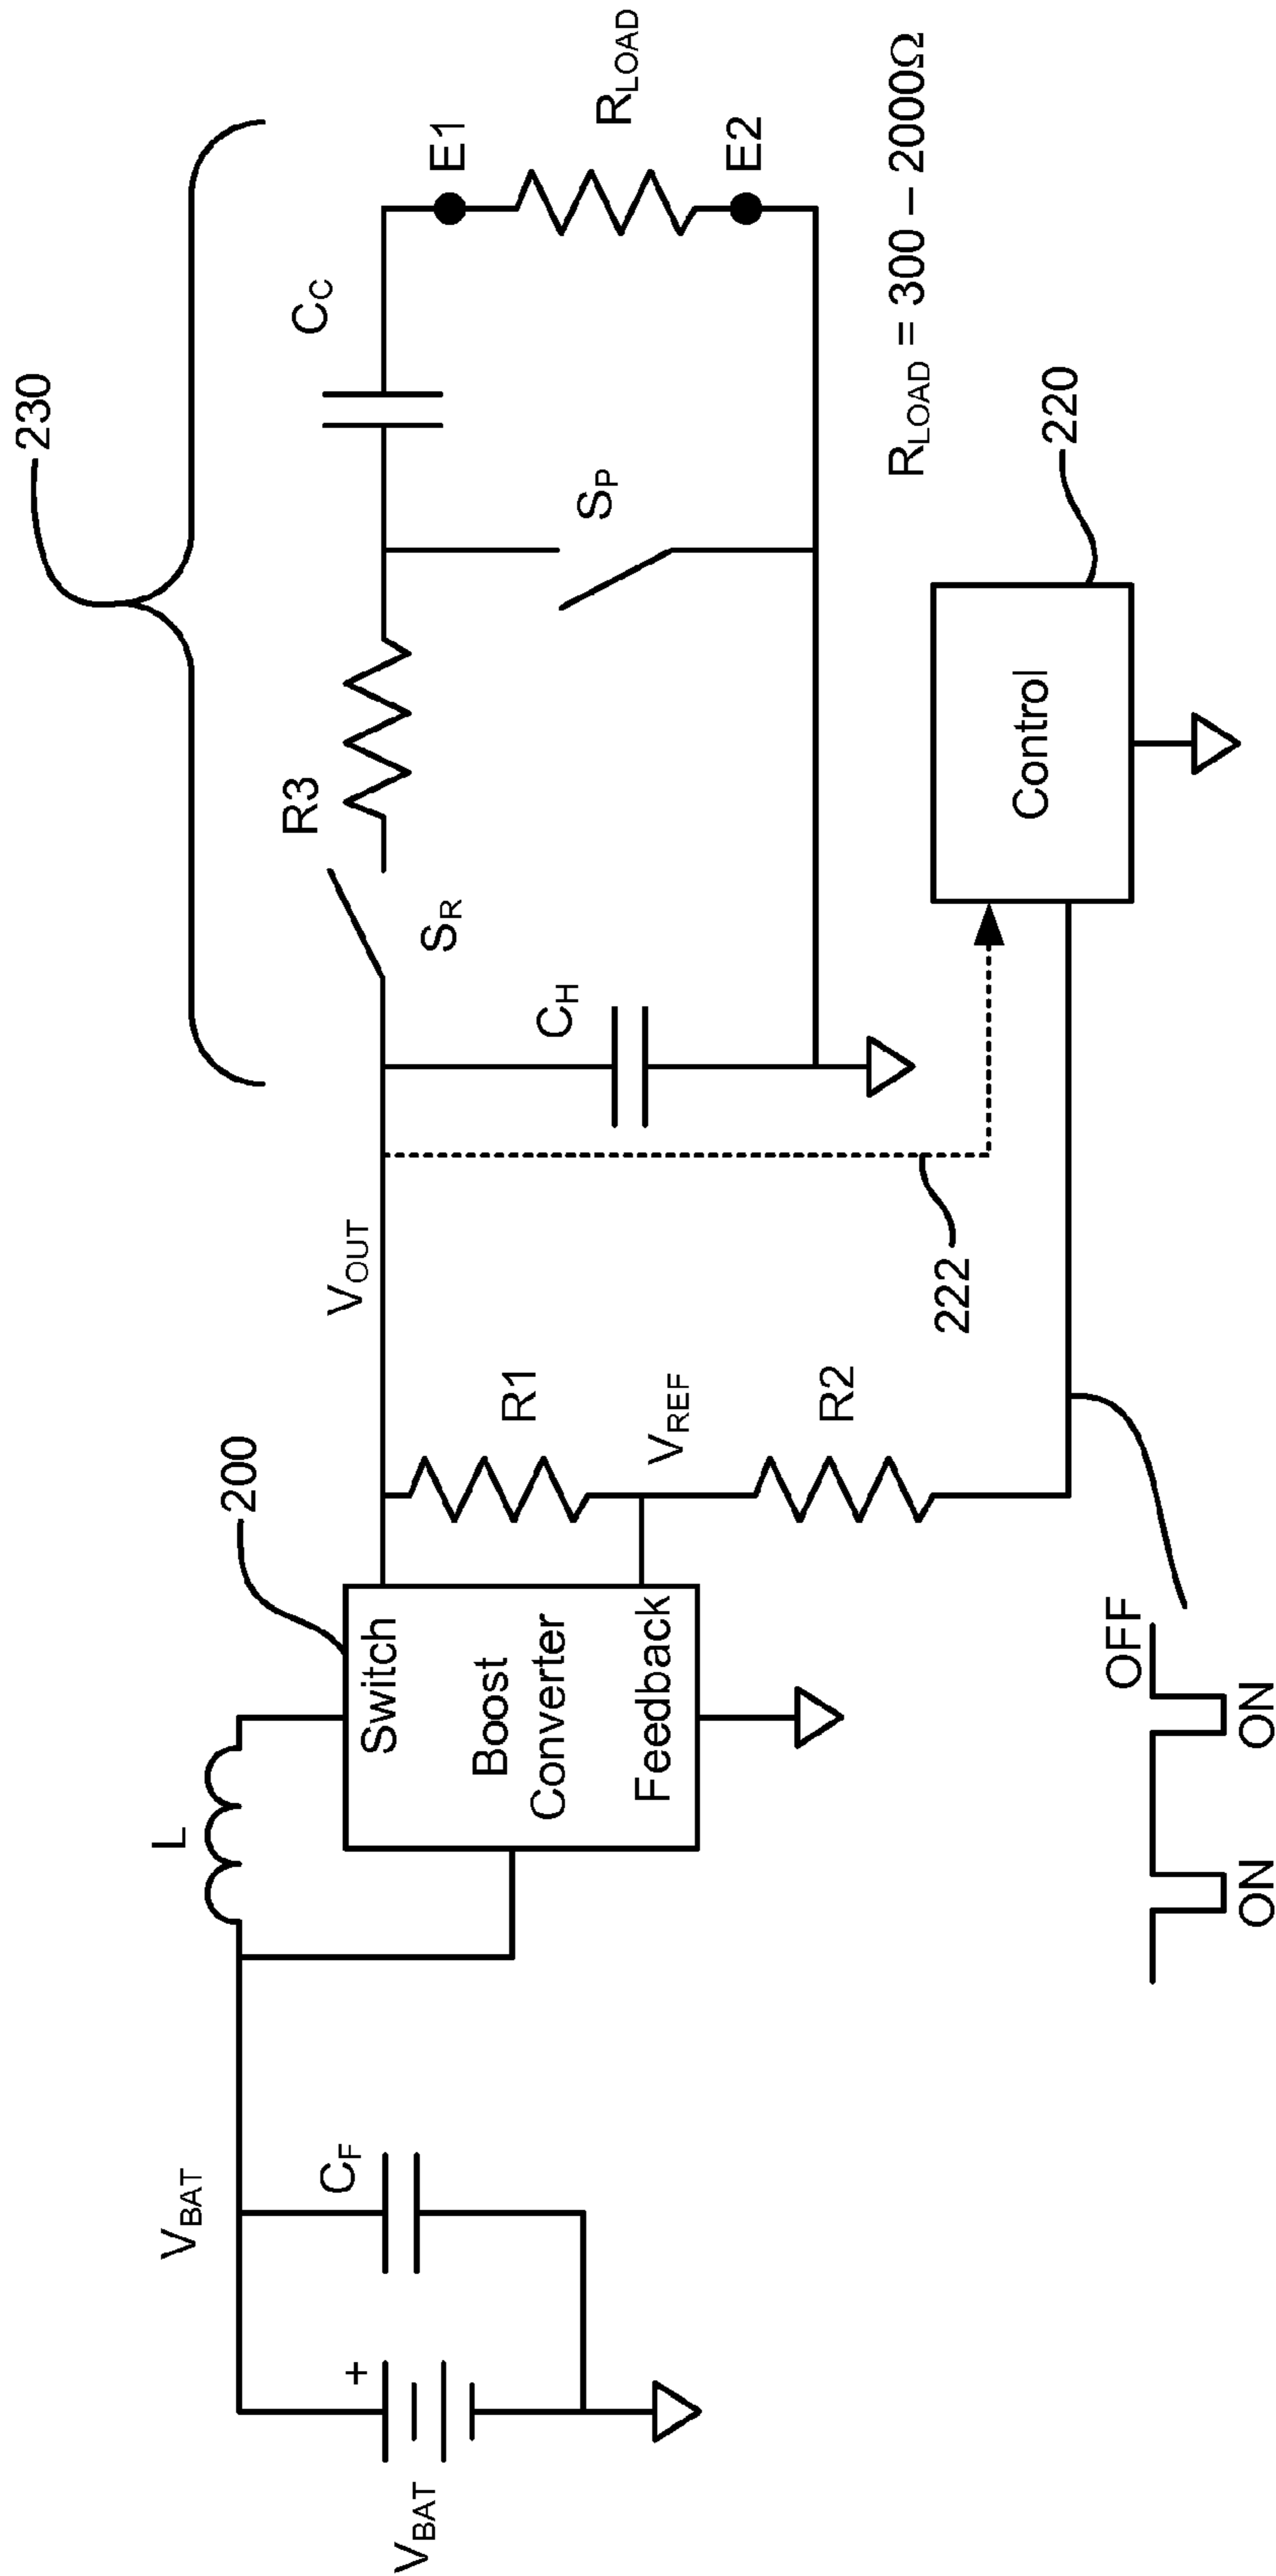 230
V_BAT
V_BAT
+
C_F
L
200
Switch
Boost
Converter
Feedback
V_OUT
R1
V_REF
R2
S_R
R3
C_H
S_P
C_C
E1
R_LOAD
E2
R_LOAD = 300 – 2000Ω
222
Control
220
OFF
ON
ON